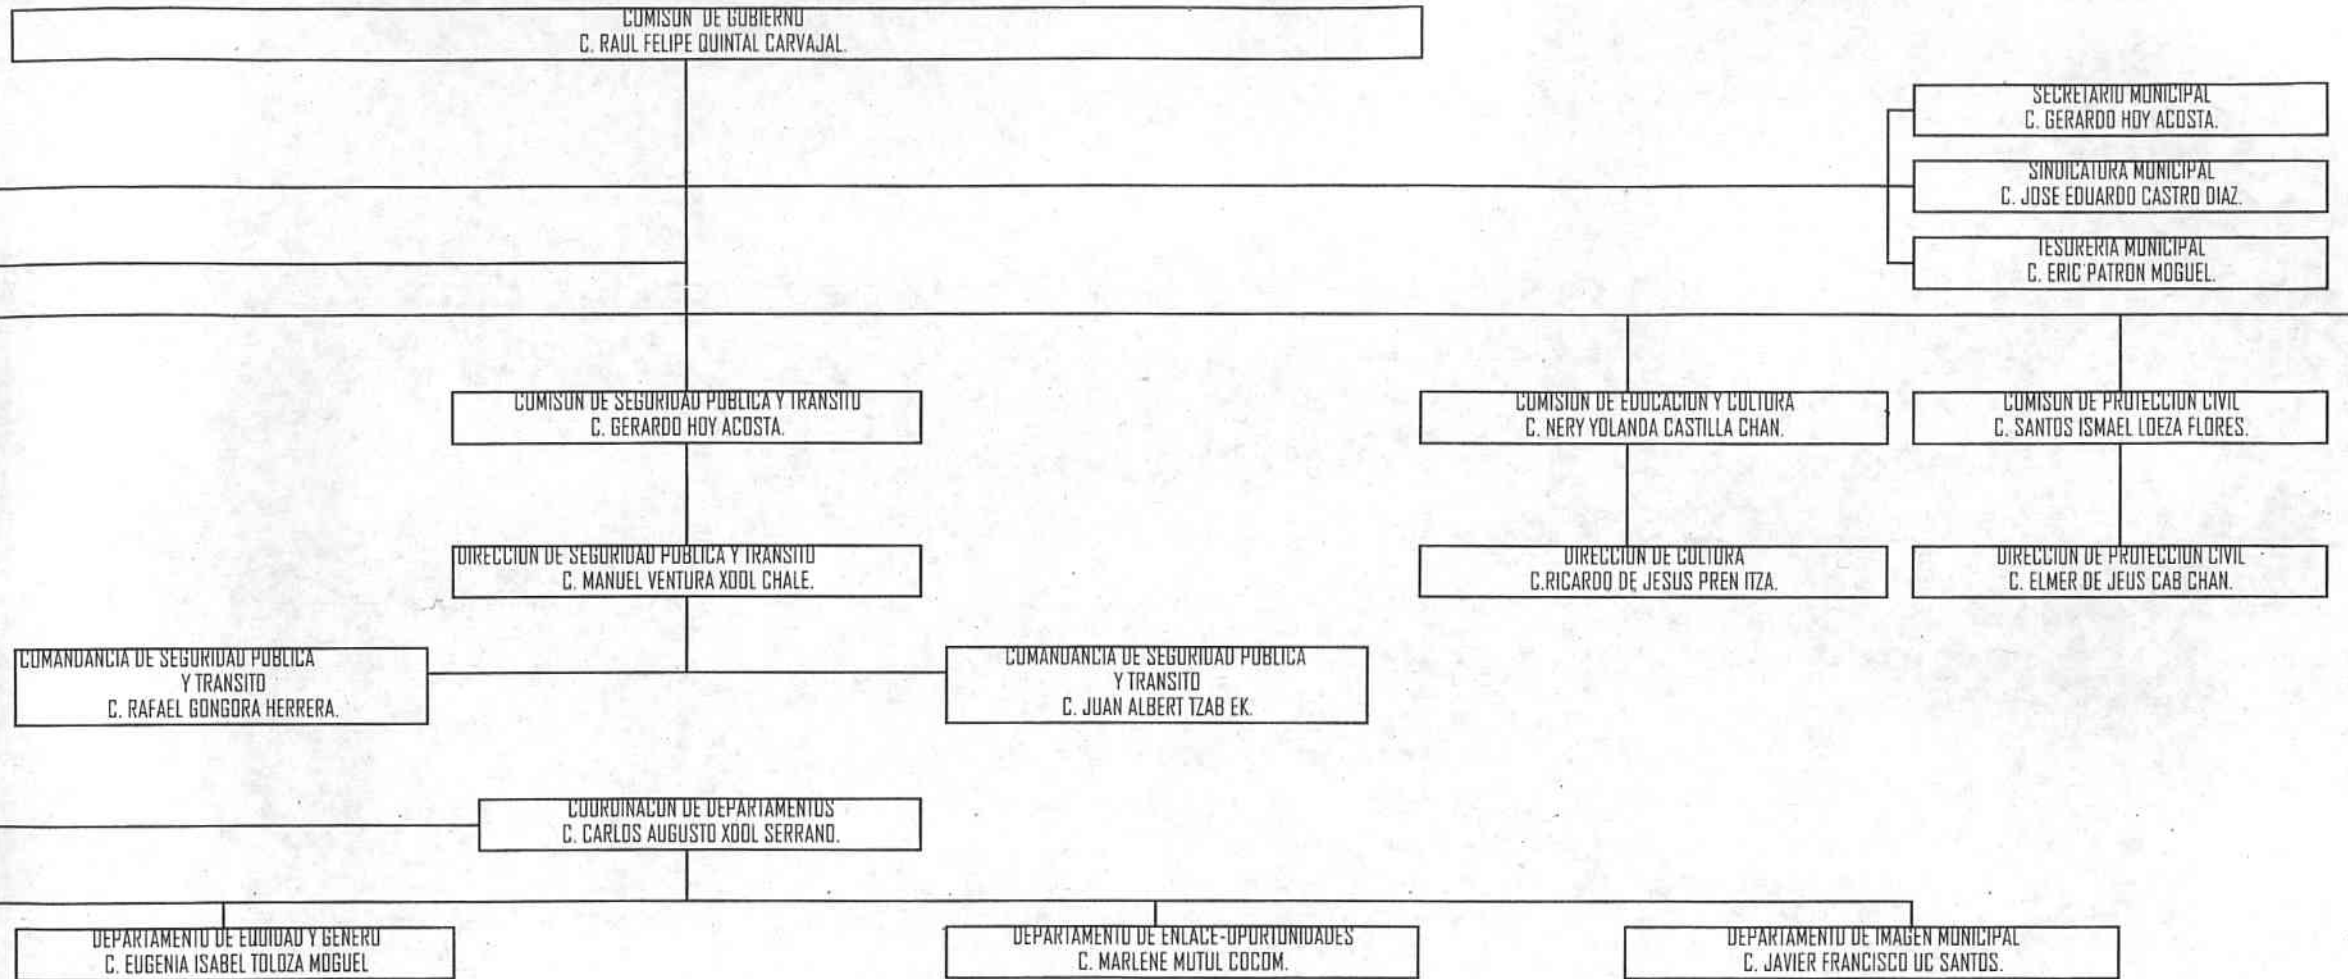 COMISON DE GOBIERNO
C. RAUL FELIPE QUINTAL CARVAJAL.
SECRETARIO MUNICIPAL
C. GERARDO HOY ACOSTA.
SINDICATURA MUNICIPAL
C. JOSE EDUARDO CASTRO DIAZ.
TESURERIA MUNICIPAL
C. ERIC PATRON MOGUEL.
COMISON DE SEGURIDAD PUBLICA Y TRANSITO
C. GERARDO HOY ACOSTA.
COMISION DE EDUCACION Y CULTURA
C. NERY YOLANDA CASTILLA CHAN.
COMISON DE PROTECCION CIVIL
C. SANTOS ISMAEL LOEZA FLORES.
DIRECCION DE SEGURIDAD PUBLICA Y TRANSITO
C. MANUEL VENTURA XOOL CHALE.
DIRECCION DE CULTURA
C.RICARDO DE JESUS PREN ITZA.
DIRECCION DE PROTECCION CIVIL
C. ELMER DE JEUS CAB CHAN.
COMANDANCIA DE SEGURIDAD PUBLICA
Y TRANSITO
C. RAFAEL GONGORA HERRERA.
COMANDANCIA DE SEGURIDAD PUBLICA
Y TRANSITO
C. JUAN ALBERT TZAB EK.
COORDINACON DE DEPARTAMENTOS
C. CARLOS AUGUSTO XOOL SERRANO.
DEPARTAMENTO DE EQUIDAD Y GENERO
C. EUGENIA ISABEL TOLOZA MOGUEL
DEPARTAMENTO DE ENLACE-OPORTUNIDADES
C. MARLENE MUTUL COCOM.
DEPARTAMENTO DE IMAGEN MUNICIPAL
C. JAVIER FRANCISCO UC SANTOS.